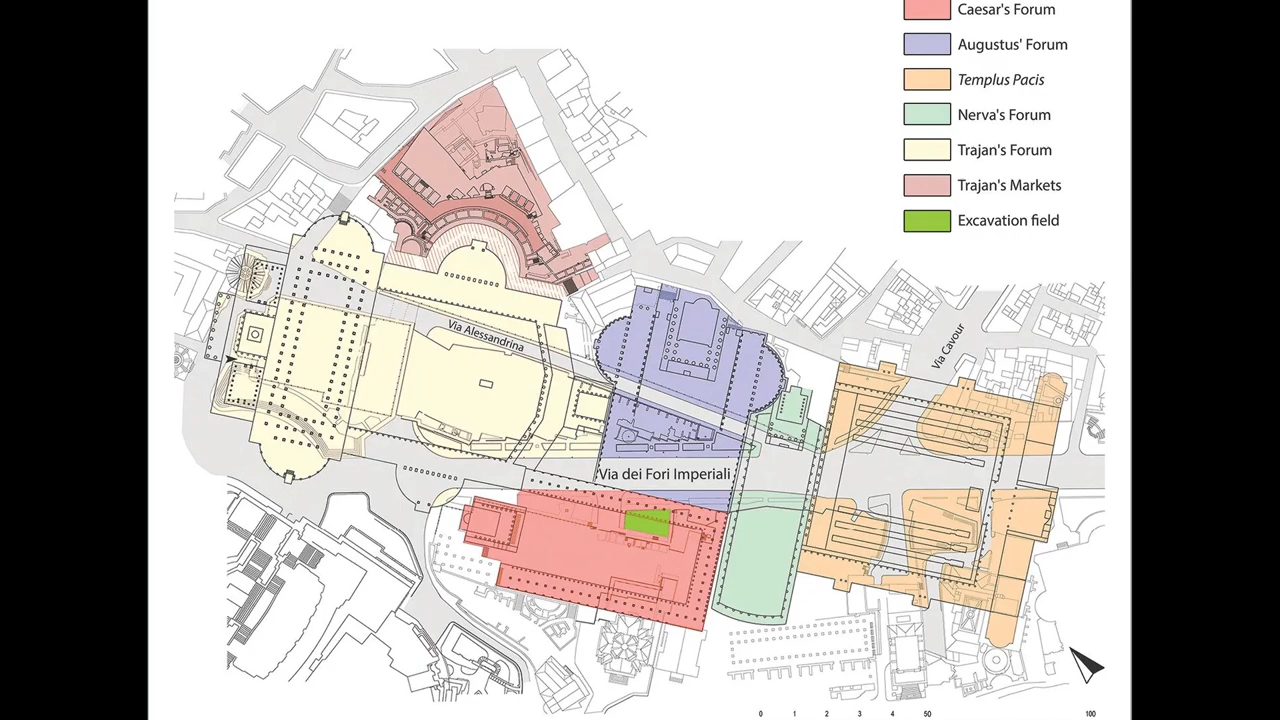 Caesar's Forum
Augustus' Forum
Templus Pacis
Nerva's Forum
Trajan's Forum
Trajan's Markets
Excavation field
Via Alessandrina
Via Cavour
Via dei Fori Imperiali
0 1 2 3 4 50 100